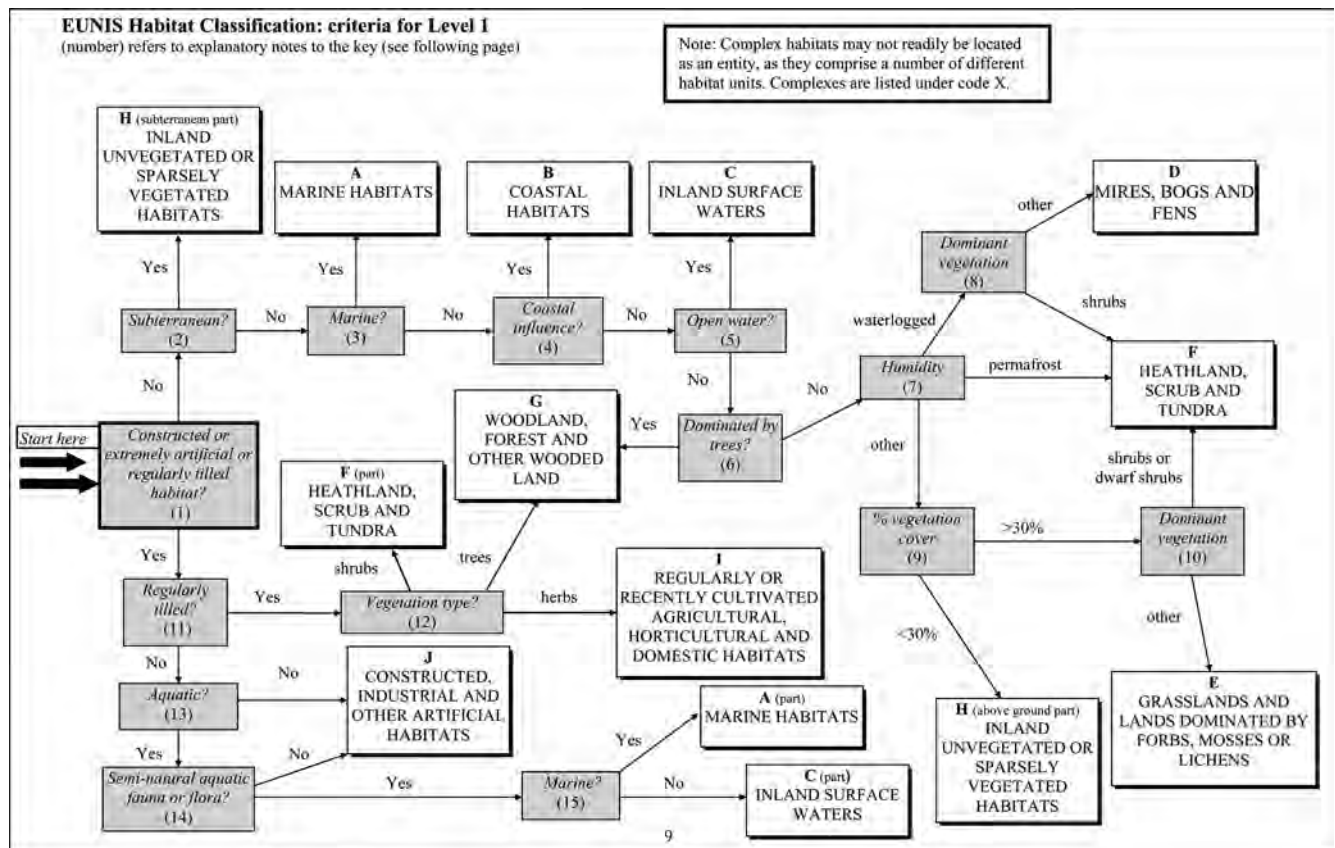 EUNIS Habitat Classification: criteria for Level 1
(number) refers to explanatory notes to the key (see following page)
Note: Complex habitats may not readily be located
as an entity, as they comprise a number of different
habitat units. Complexes are listed under code X.
H (subterranean part)
INLAND
UNVEGETATED OR
SPARSELY
VEGETATED
HABITATS
A
MARINE HABITATS
B
COASTAL
HABITATS
C
INLAND SURFACE
WATERS
D
MIRES, BOGS AND
FENS
other
Dominant
vegetation
(8)
Yes
Yes
Yes
Yes
shrubs
waterlogged
Subterranean?
(2)
No
Marine?
(3)
No
Coastal
influence?
(4)
No
Open water?
(5)
No
No
No
Humidity
(7)
permafrost
F
HEATHLAND,
SCRUB AND
TUNDRA
G
WOODLAND,
FOREST AND
OTHER WOODED
LAND
Yes
Dominated by
trees?
(6)
other
shrubs or
dwarf shrubs
Start here
Constructed or
extremely artificial or
regularly tilled
habitat?
(1)
F (part)
HEATHLAND,
SCRUB AND
TUNDRA
% vegetation
cover
(9)
>30%
Dominant
vegetation
(10)
Yes
shrubs
trees
Regularly
tilled?
(11)
Yes
Vegetation type?
(12)
herbs
I
REGULARLY OR
RECENTLY CULTIVATED
AGRICULTURAL,
HORTICULTURAL AND
DOMESTIC HABITATS
<30%
other
No
No
J
CONSTRUCTED,
INDUSTRIAL AND
OTHER ARTIFICIAL
HABITATS
Aquatic?
(13)
A (part)
MARINE HABITATS
H (above ground part)
INLAND
UNVEGETATED OR
SPARSELY
VEGETATED
HABITATS
E
GRASSLANDS AND
LANDS DOMINATED BY
FORBS, MOSSES OR
LICHENS
Yes
No
Yes
Semi-natural aquatic
fauna or flora?
(14)
Yes
Marine?
(15)
No
C (part)
INLAND SURFACE
WATERS
9